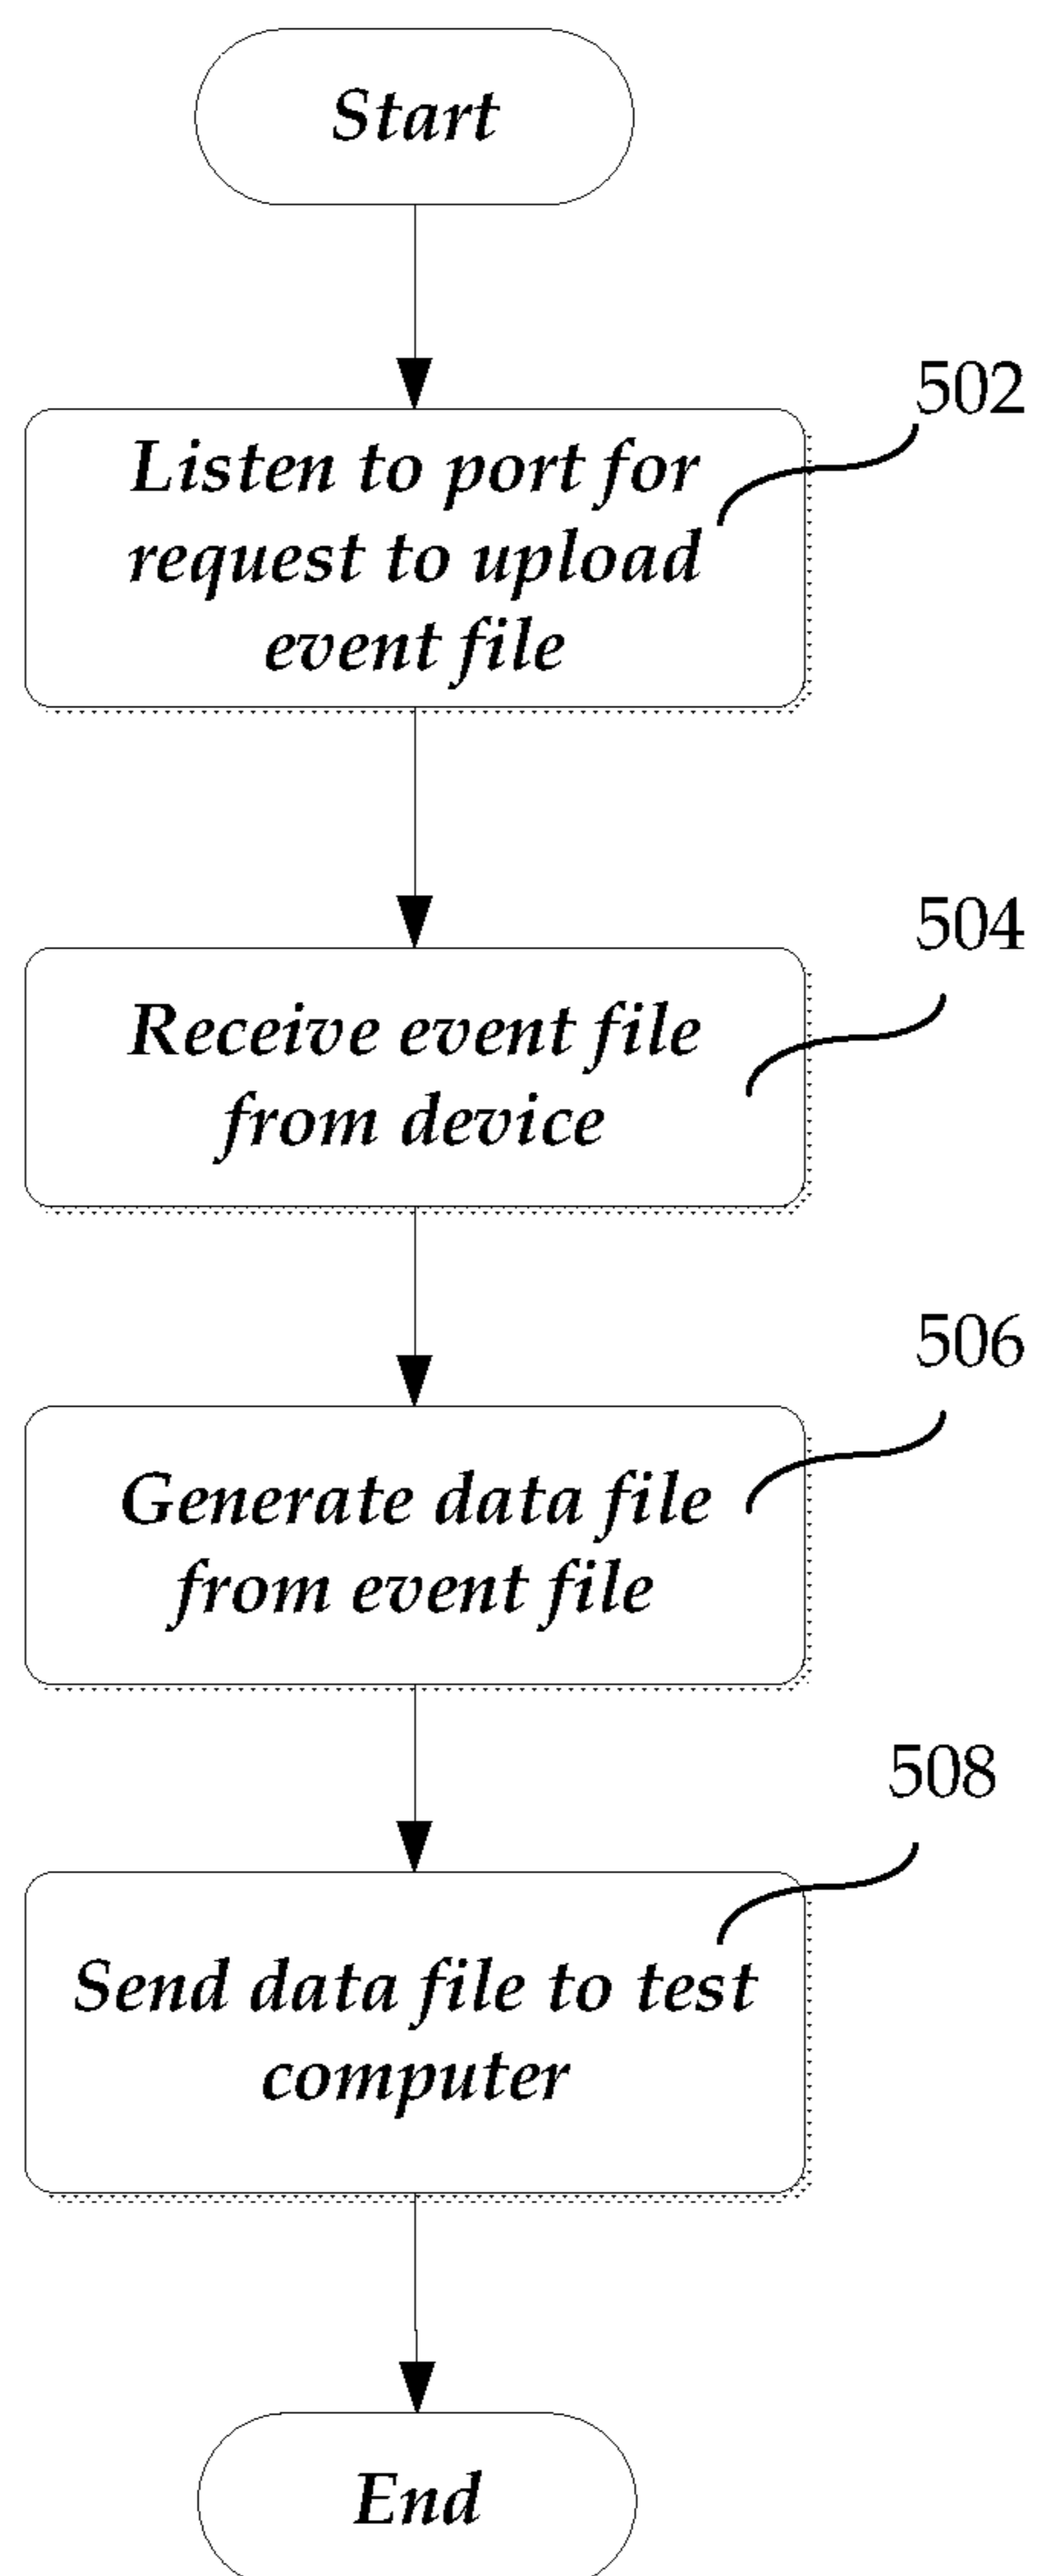 Start
502
Listen to port for
request to upload
event file
504
Receive event file
from device
506
Generate data file
from event file
508
Send data file to test
computer
End